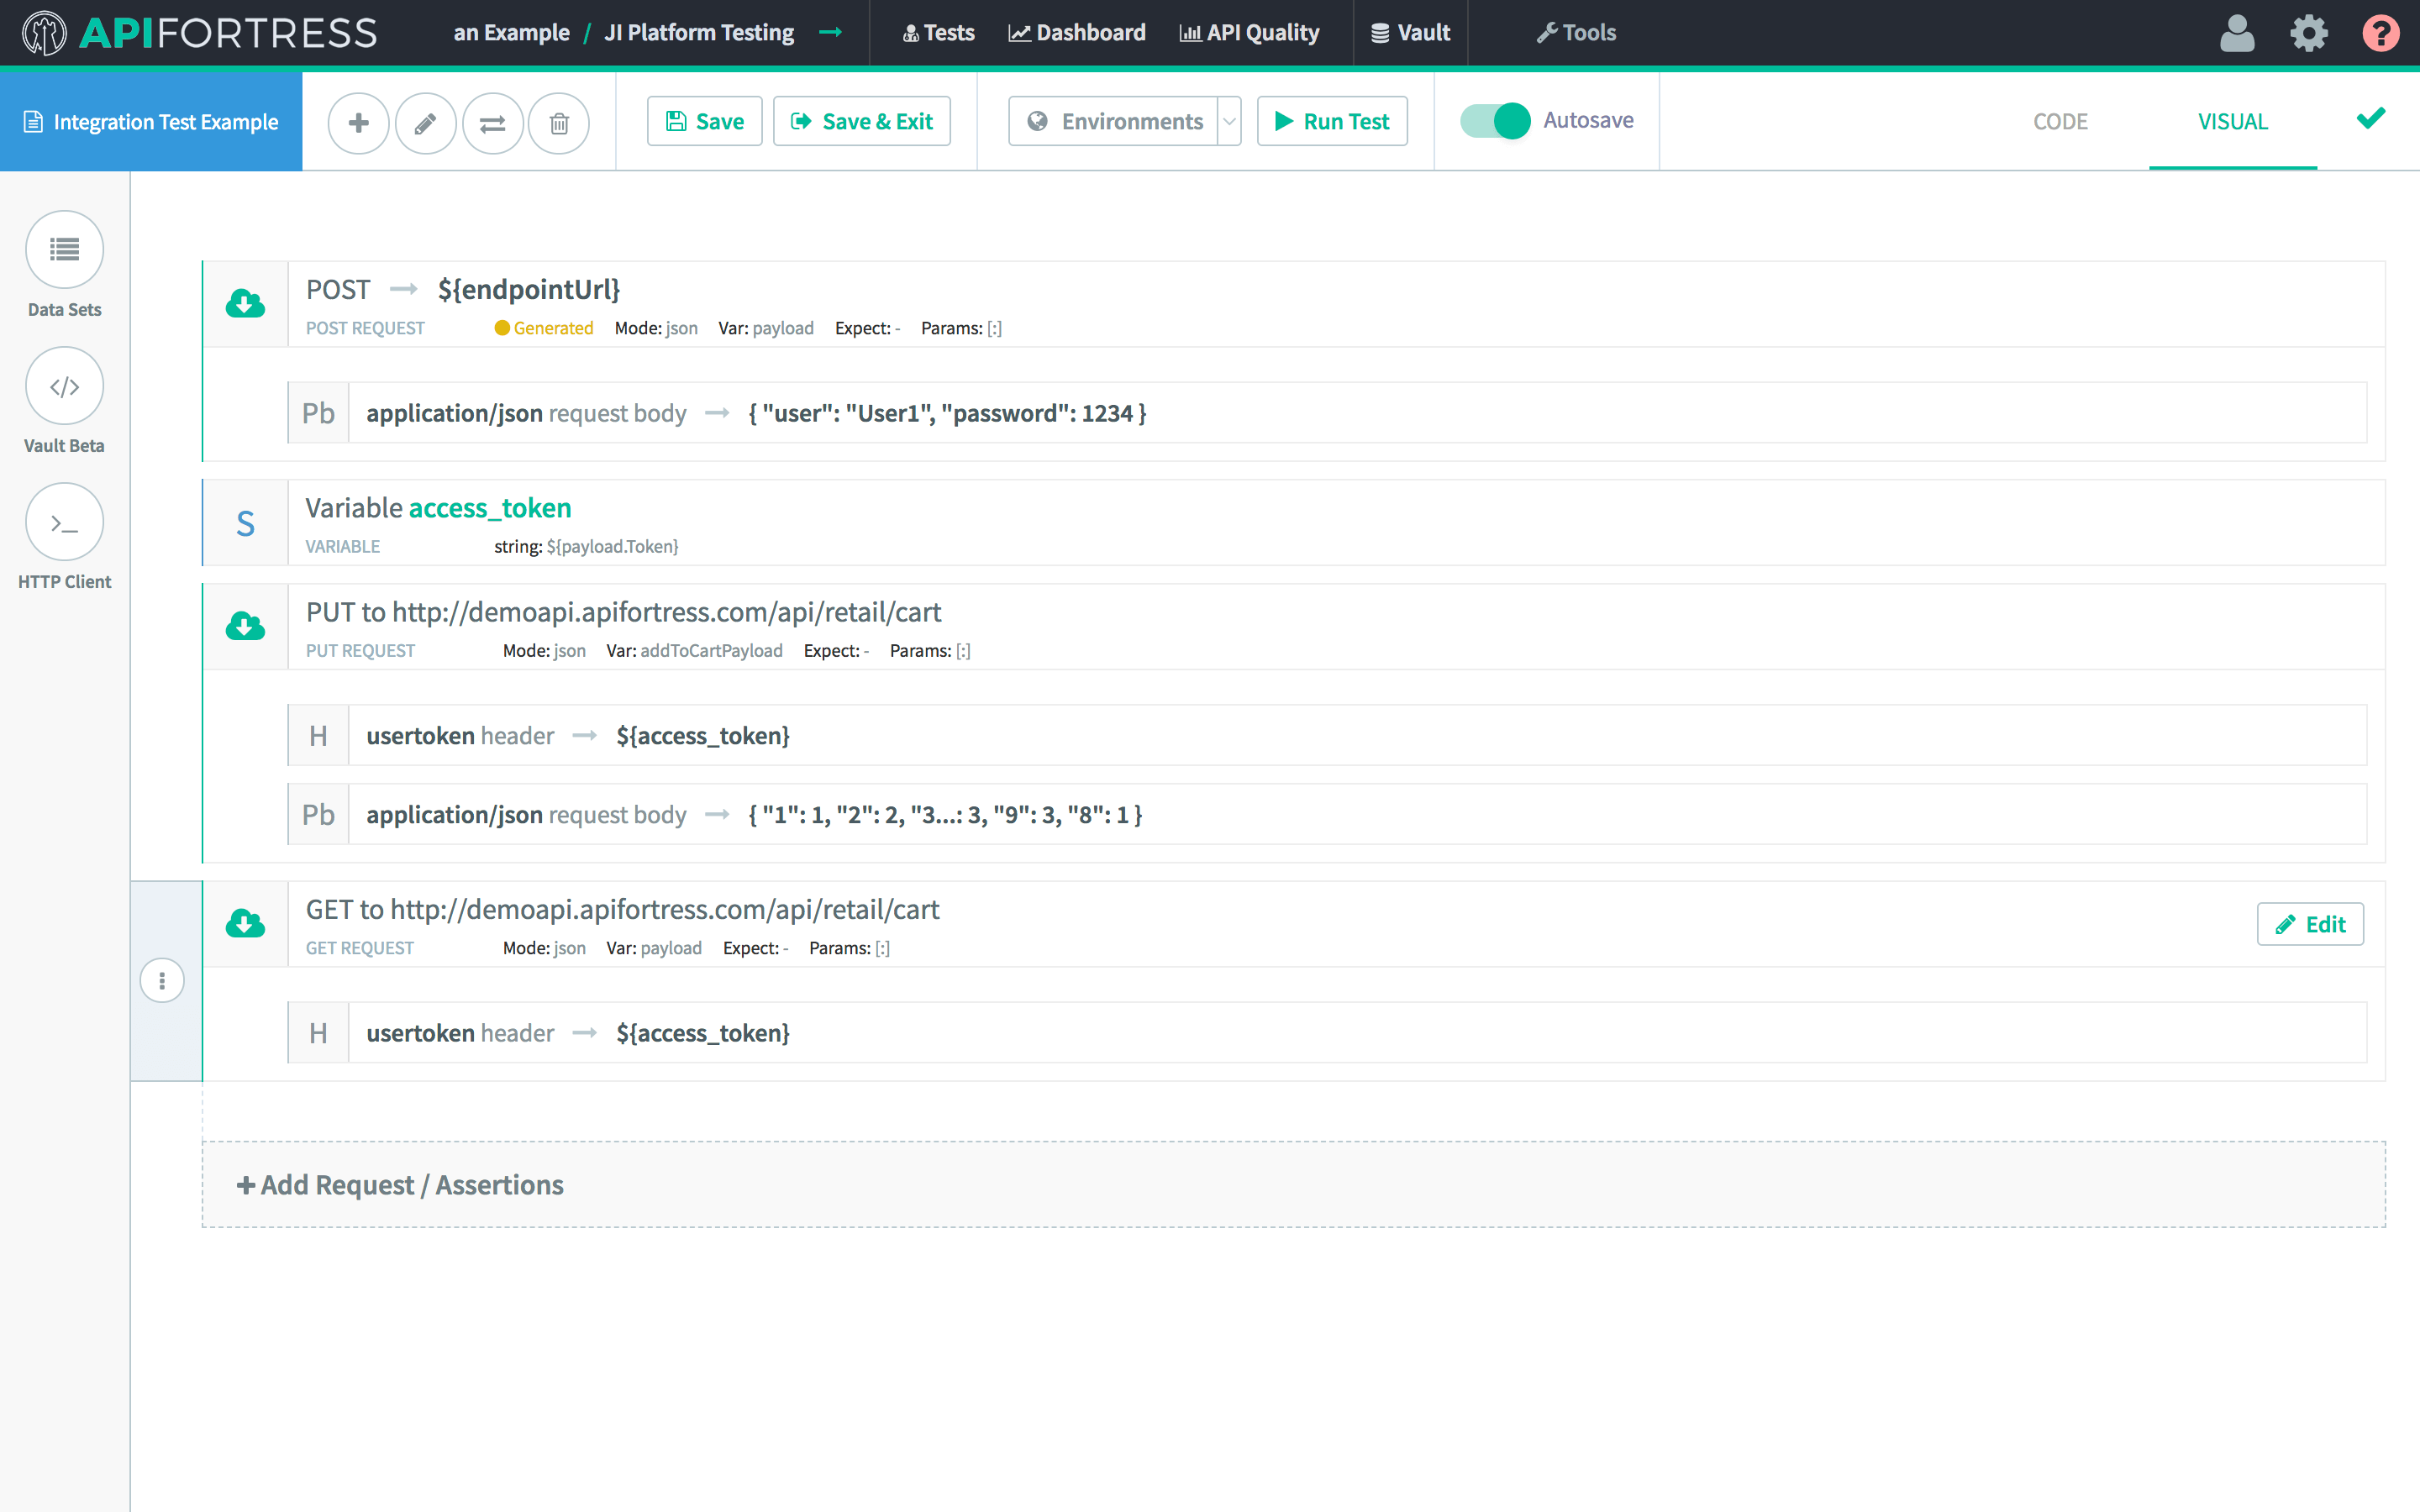 APIFORTRESS an Example / JI Platform Testing Tests Dashboard API Quality Vault Tools ?
Integration Test Example Save Save & Exit Environments Run Test Autosave CODE VISUAL
Data Sets
Vault Beta
HTTP Client
POST → ${endpointUrl}
POST REQUEST Generated Mode: json Var: payload Expect: - Params: [:]
Pb application/json request body → { "user": "User1", "password": 1234 }
S Variable access_token
VARIABLE string: ${payload.Token}
PUT to http://demoapi.apifortress.com/api/retail/cart
PUT REQUEST Mode: json Var: addToCartPayload Expect: - Params: [:]
H usertoken header → ${access_token}
Pb application/json request body → { "1": 1, "2": 2, "3...: 3, "9": 3, "8": 1 }
GET to http://demoapi.apifortress.com/api/retail/cart
Edit
GET REQUEST Mode: json Var: payload Expect: - Params: [:]
H usertoken header → ${access_token}
+ Add Request / Assertions